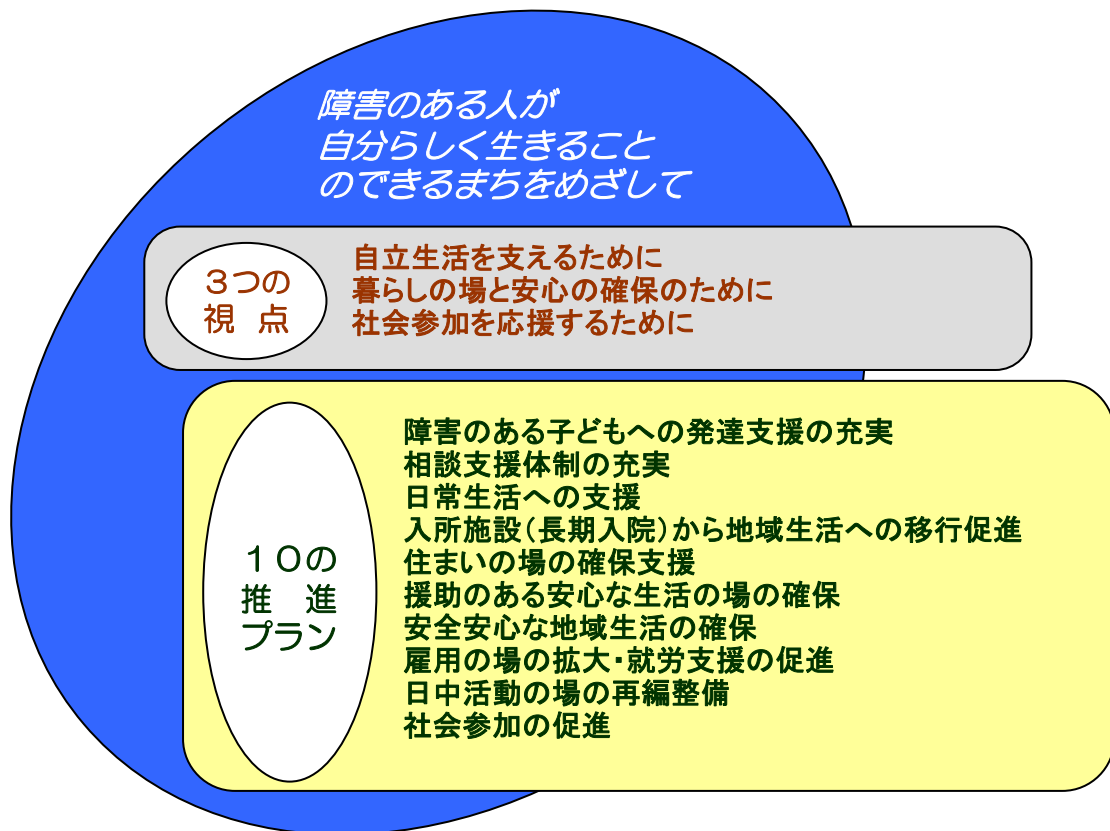 障害のある人が
自分らしく生きること
のできるまちをめざして
３つの
視　点
自立生活を支えるために
暮らしの場と安心の確保のために
社会参加を応援するために
１０の
推　進
プラン
障害のある子どもへの発達支援の充実
相談支援体制の充実
日常生活への支援
入所施設（長期入院）から地域生活への移行促進
住まいの場の確保支援
援助のある安心な生活の場の確保
安全安心な地域生活の確保
雇用の場の拡大・就労支援の促進
日中活動の場の再編整備
社会参加の促進